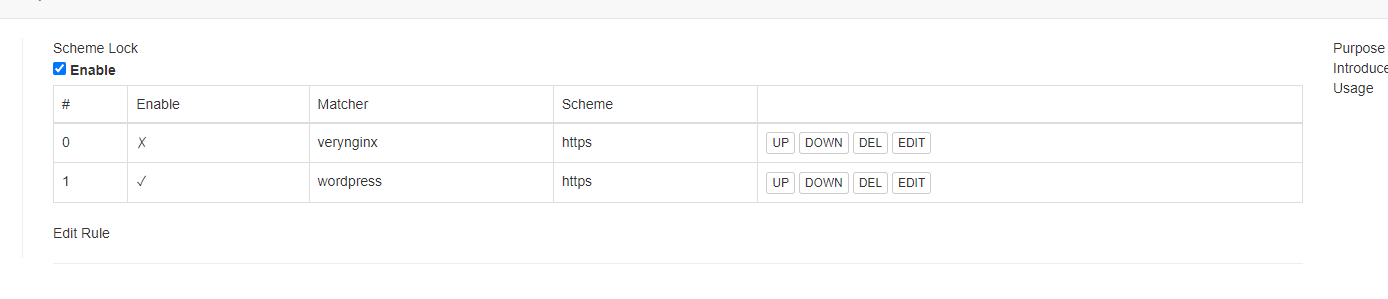 Scheme Lock
Enable
# Enable Matcher Scheme
0 ✗ verynginx https UP DOWN DEL EDIT
1 ✓ wordpress https UP DOWN DEL EDIT
Edit Rule
Purpose
Introduce
Usage